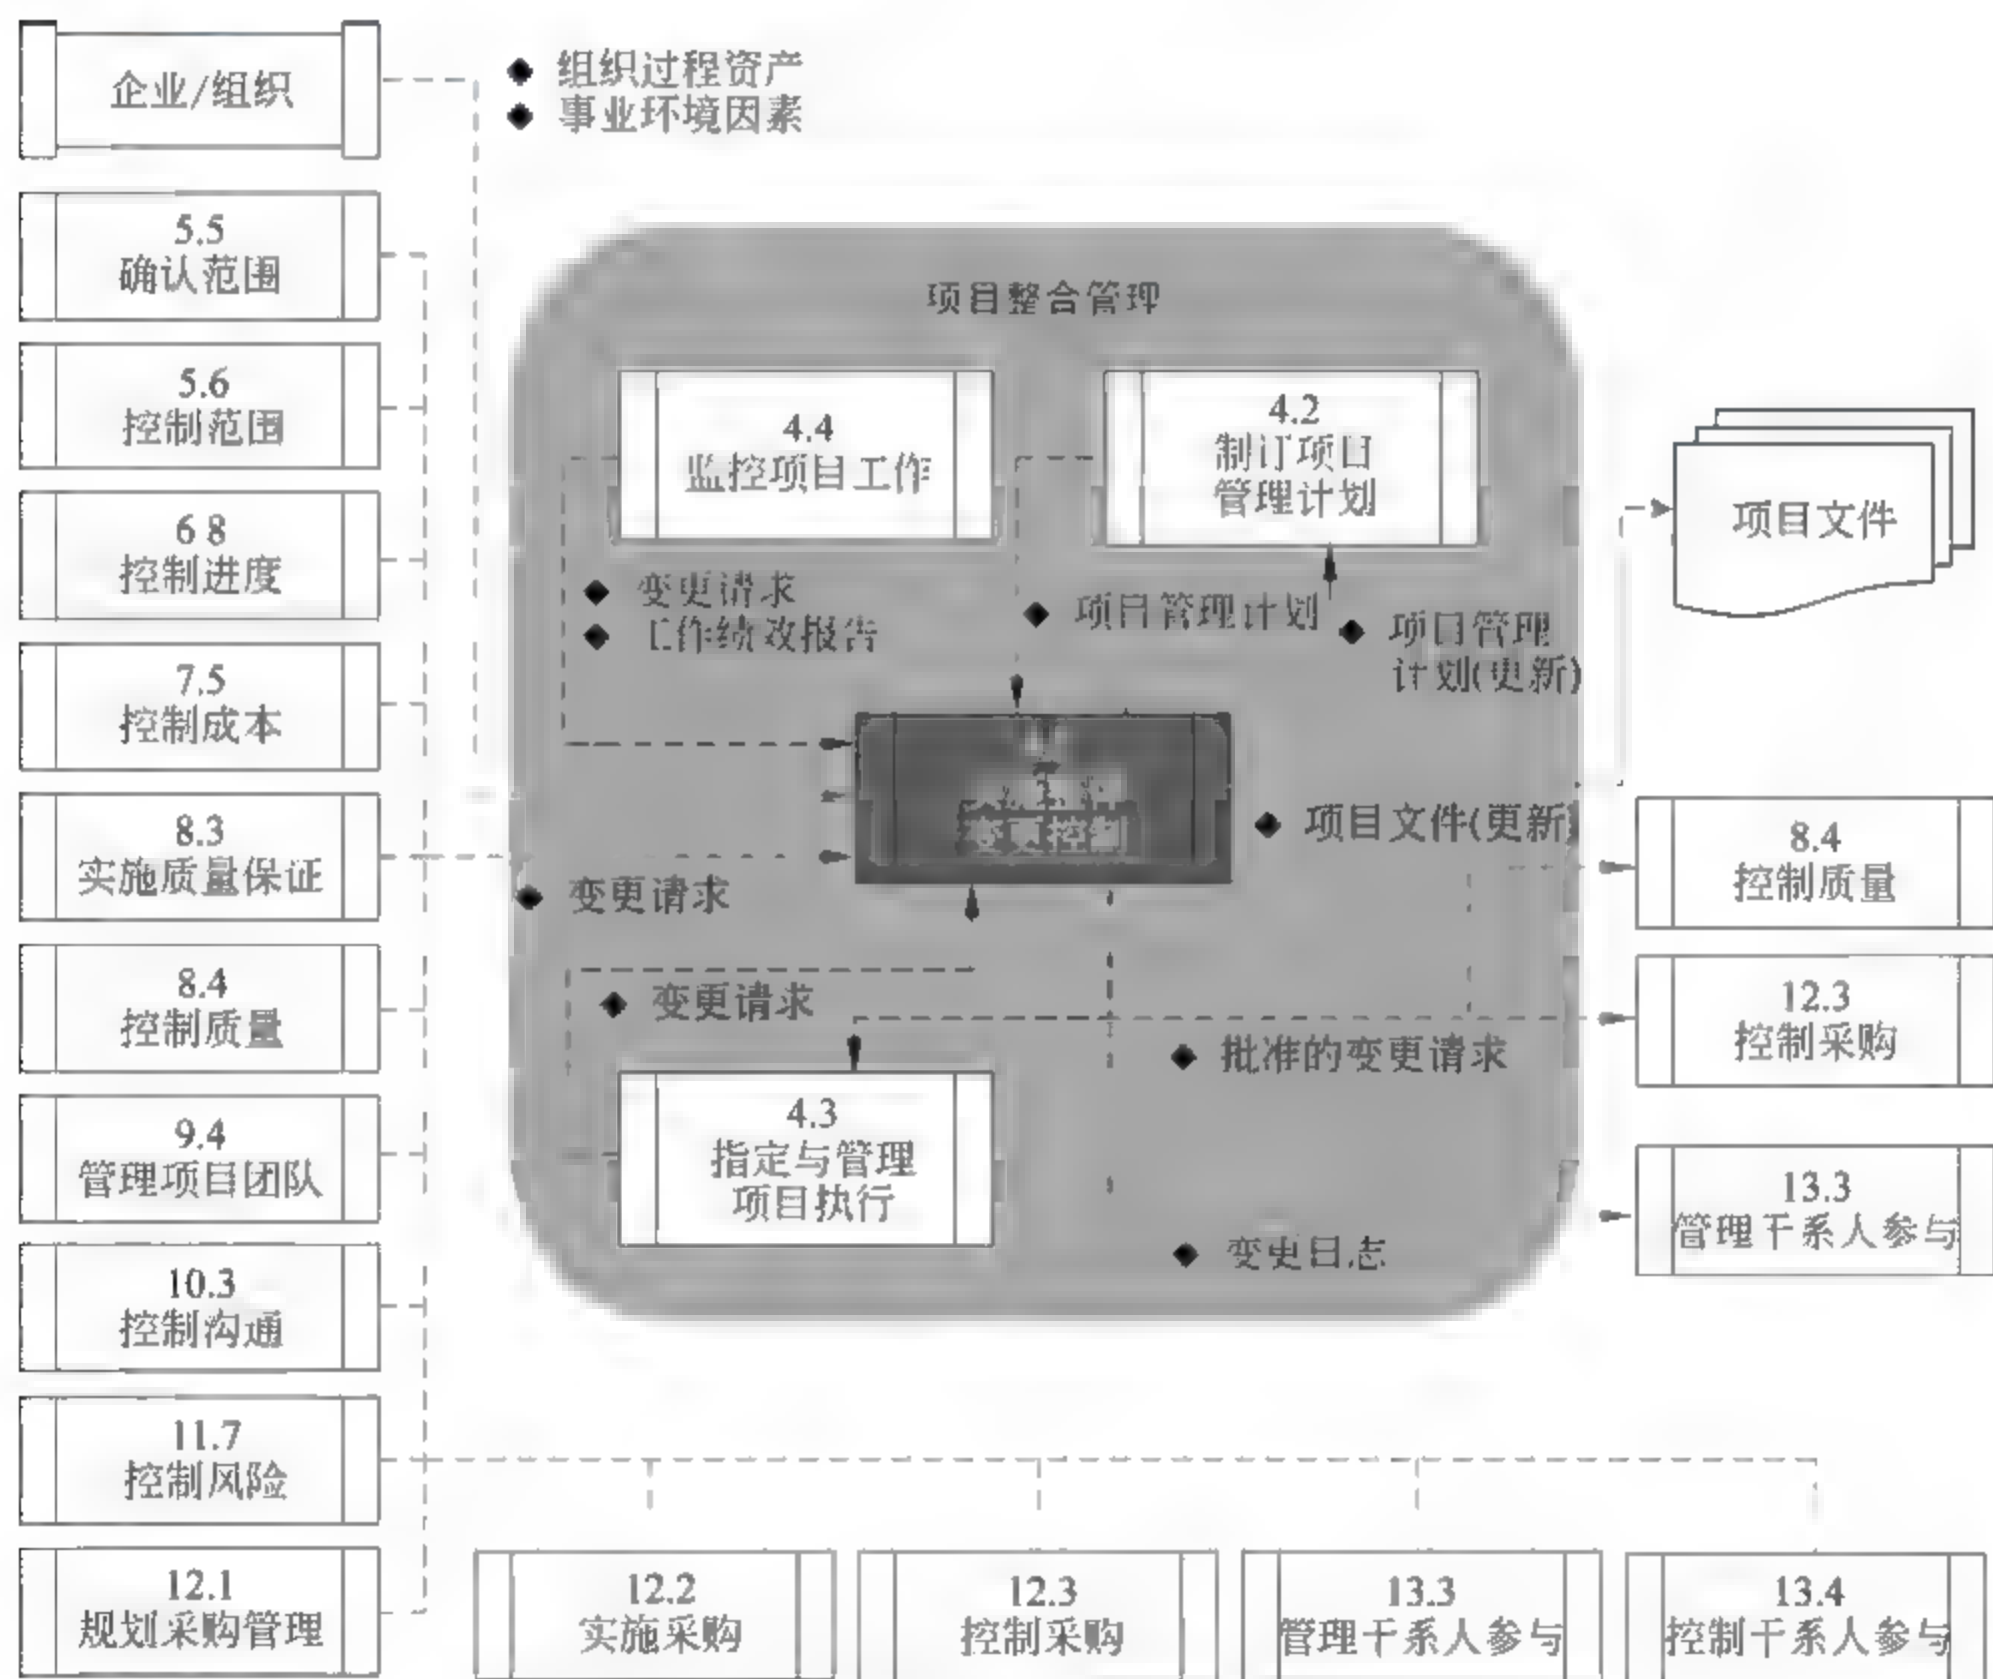 企业/组织
◆ 组织过程资产
◆ 事业环境因素
5.5
确认范围
5.6
控制范围
6 8
控制进度
7.5
控制成本
8.3
实施质量保证
8.4
控制质量
9.4
管理项目团队
10.3
控制沟通
11.7
控制风险
12.1
规划采购管理
项目整合管理
4.4
监控项目工作
4.2
制订项目
管理计划
◆ 变更请求
◆ 工作绩效报告
◆ 项目管理计划
◆ 项目管理
计划(更新)
变更控制
◆ 项目文件(更新)
◆ 变更请求
◆ 变更请求
◆ 批准的变更请求
4.3
指定与管理
项目执行
◆ 变更日志
项目文件
8.4
控制质量
12.3
控制采购
13.3
管理干系人参与
12.2
实施采购
12.3
控制采购
13.3
管理干系人参与
13.4
控制干系人参与